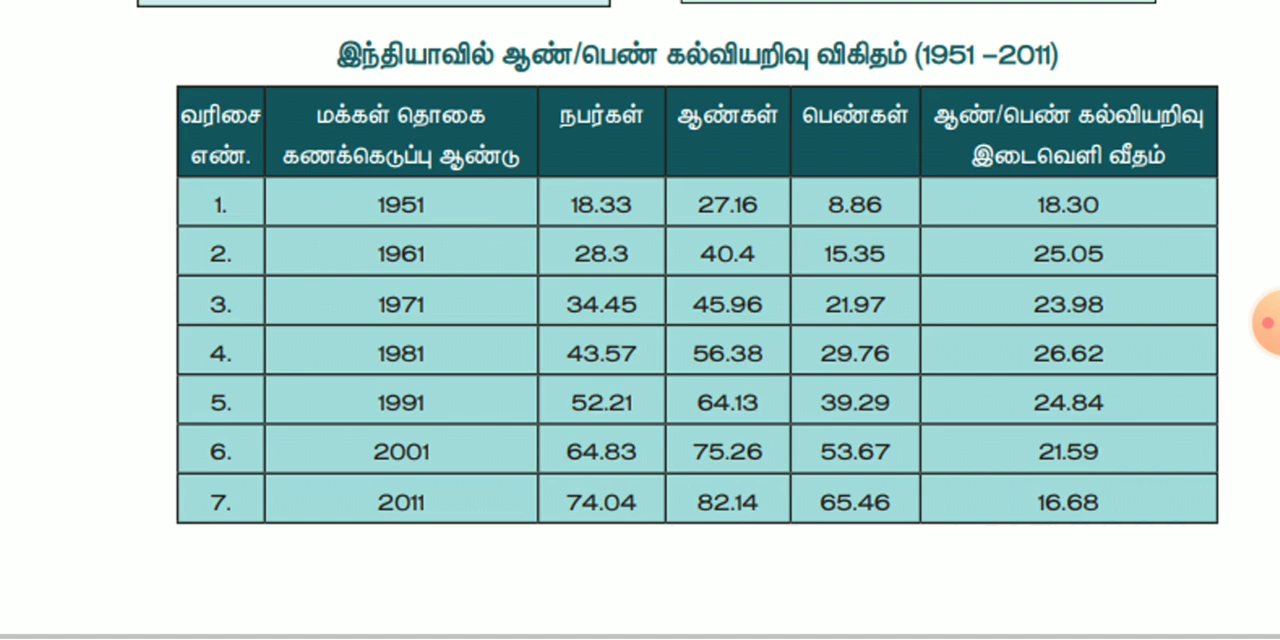 இந்தியாவில் ஆண்/பெண் கல்வியறிவு விகிதம் (1951 –2011)
வரிசை எண். மக்கள் தொகை கணக்கெடுப்பு ஆண்டு நபர்கள் ஆண்கள் பெண்கள் ஆண்/பெண் கல்வியறிவு இடைவெளி வீதம்
1. 1951 18.33 27.16 8.86 18.30
2. 1961 28.3 40.4 15.35 25.05
3. 1971 34.45 45.96 21.97 23.98
4. 1981 43.57 56.38 29.76 26.62
5. 1991 52.21 64.13 39.29 24.84
6. 2001 64.83 75.26 53.67 21.59
7. 2011 74.04 82.14 65.46 16.68